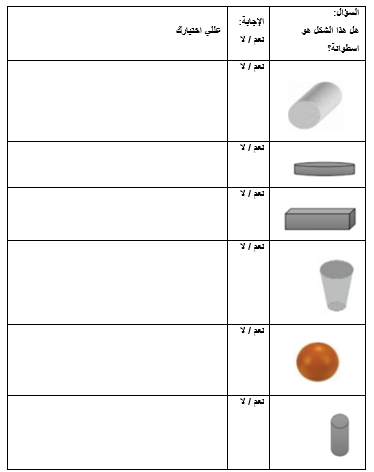 السؤال:
هل هذا الشكل هو
اسطوانة؟
الإجابة:
نعم / لا
عللي اختيارك
نعم / لا
نعم / لا
نعم / لا
نعم / لا
نعم / لا
نعم / لا